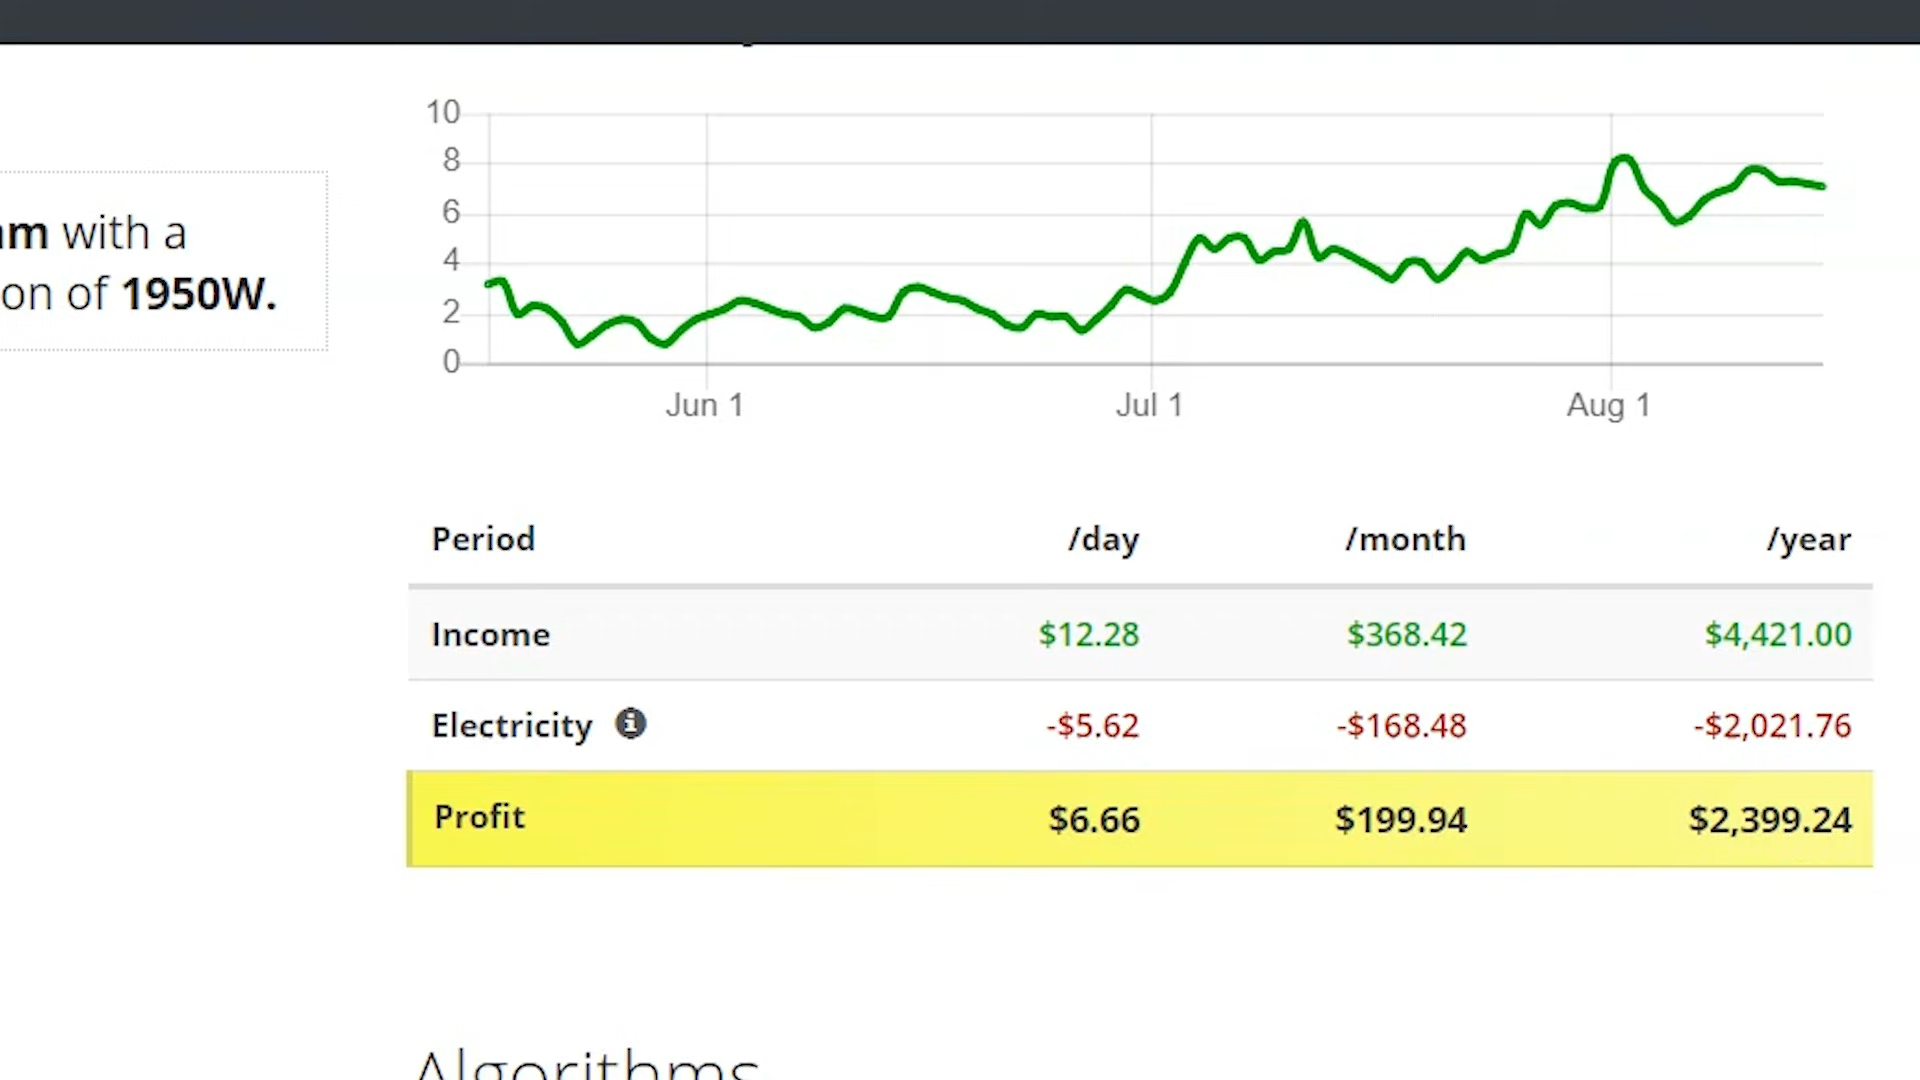 with a
on of 1950W.
10
8
6
4
2
0
Jun 1 Jul 1 Aug 1
Period /day /month /year
Income $12.28 $368.42 $4,421.00
Electricity -$5.62 -$168.48 -$2,021.76
Profit $6.66 $199.94 $2,399.24
Algorithms